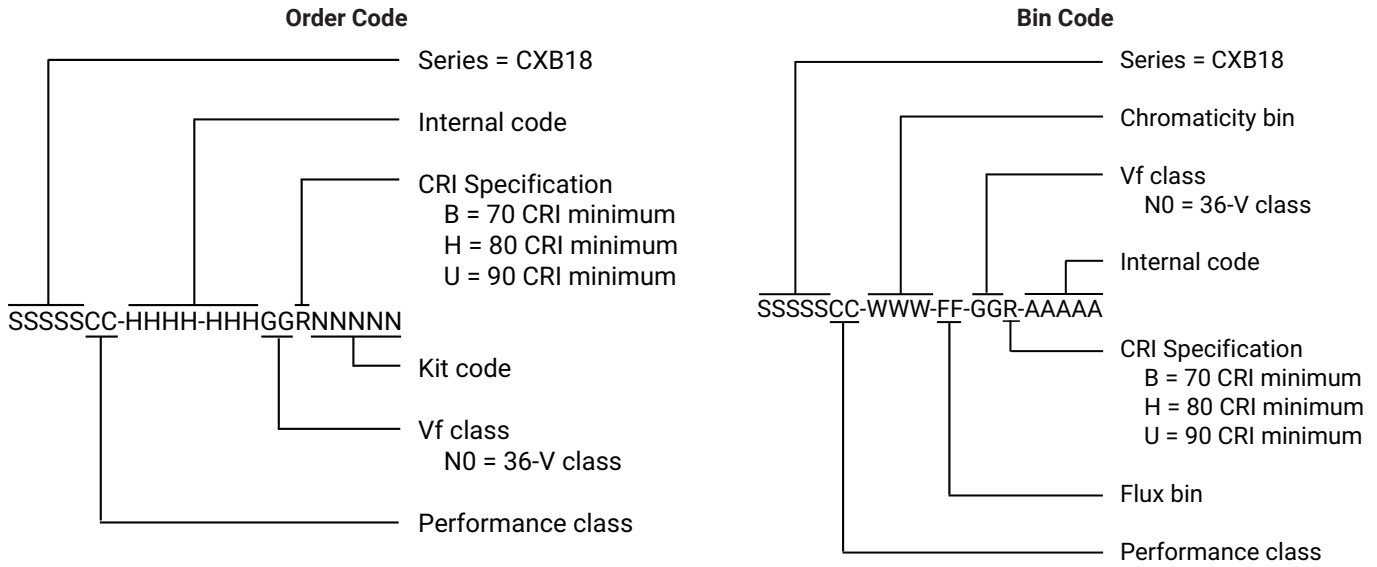 Order Code
Series = CXB18
Internal code
CRI Specification
B = 70 CRI minimum
H = 80 CRI minimum
U = 90 CRI minimum
SSSSSCC-HHHH-HHHGGRNNNNN
Kit code
Vf class
N0 = 36-V class
Performance class
Bin Code
Series = CXB18
Chromaticity bin
Vf class
N0 = 36-V class
Internal code
SSSSSCC-WWW-FF-GGR-AAAAA
CRI Specification
B = 70 CRI minimum
H = 80 CRI minimum
U = 90 CRI minimum
Flux bin
Performance class